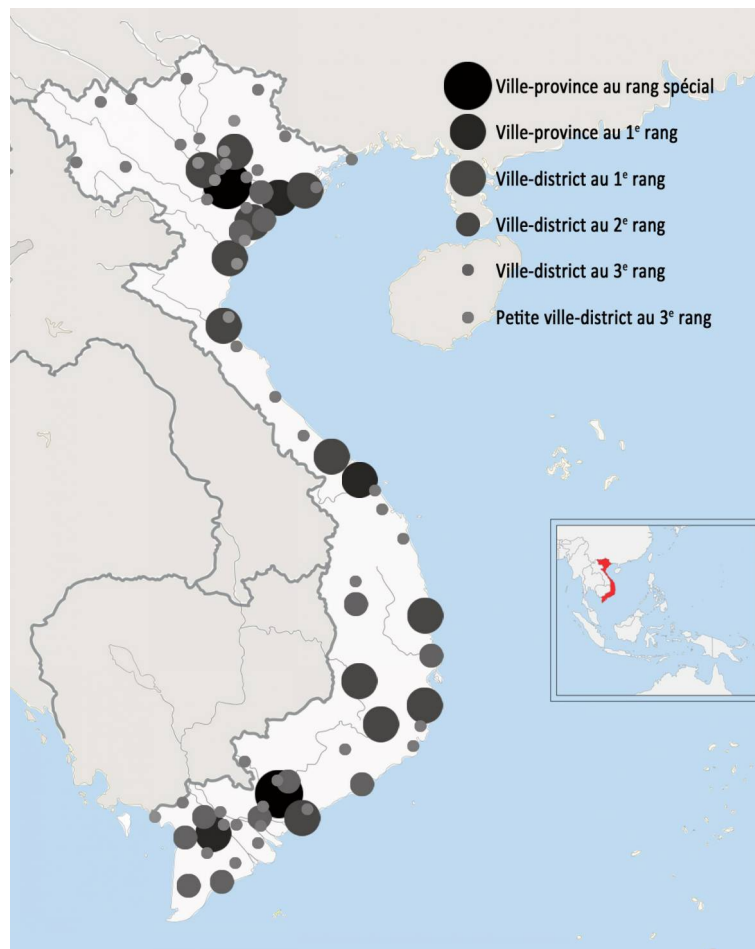 Ville-province au rang spécial
Ville-province au 1ᵉ rang
Ville-district au 1ᵉ rang
Ville-district au 2ᵉ rang
Ville-district au 3ᵉ rang
Petite ville-district au 3ᵉ rang